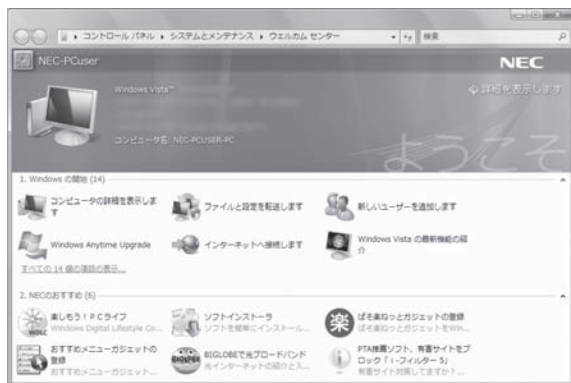 コントロール パネル ▸ システムとメンテナンス ▸ ウェルカム センター 検索
NEC-PCuser NEC
Windows Vista™ 詳細を表示します
コンピュータ名: NEC-PCUSER-PC
ようこそ
1. Windows の開始 (14)
コンピュータの詳細を表示しま
す
ファイルと設定を転送します
新しいユーザーを追加します
Windows Anytime Upgrade
インターネットへ接続します
Windows Vista の最新機能の紹
介
すべての 14 個の項目の表示...
2. NECのおすすめ (6)
楽しもう!PCライフ
Windows Digital Lifestyle Co...
WDLC
ソフトインストーラ
ソフトを簡単にインストール...
楽
ぱそ楽ねっとガジェットの登録
ぱそ楽ねっとガジェットをWin...
おすすめメニューガジェットの
登録
おすすめメニューガジェット...
BIGLOBE
BIGLOBEで光ブロードバンド
光インターネットの紹介と入...
PTA推薦ソフト、有害サイトをブ
ロック「i -フィルター 5」
有害サイト対策してますか?...